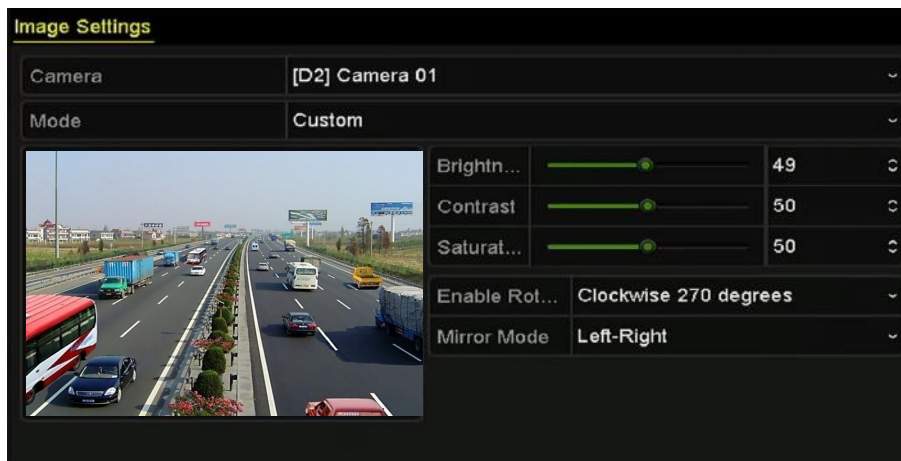 Image Settings
Camera [D2] Camera 01
Mode Custom
Brightn... 49
Contrast 50
Saturat... 50
Enable Rot... Clockwise 270 degrees
Mirror Mode Left-Right